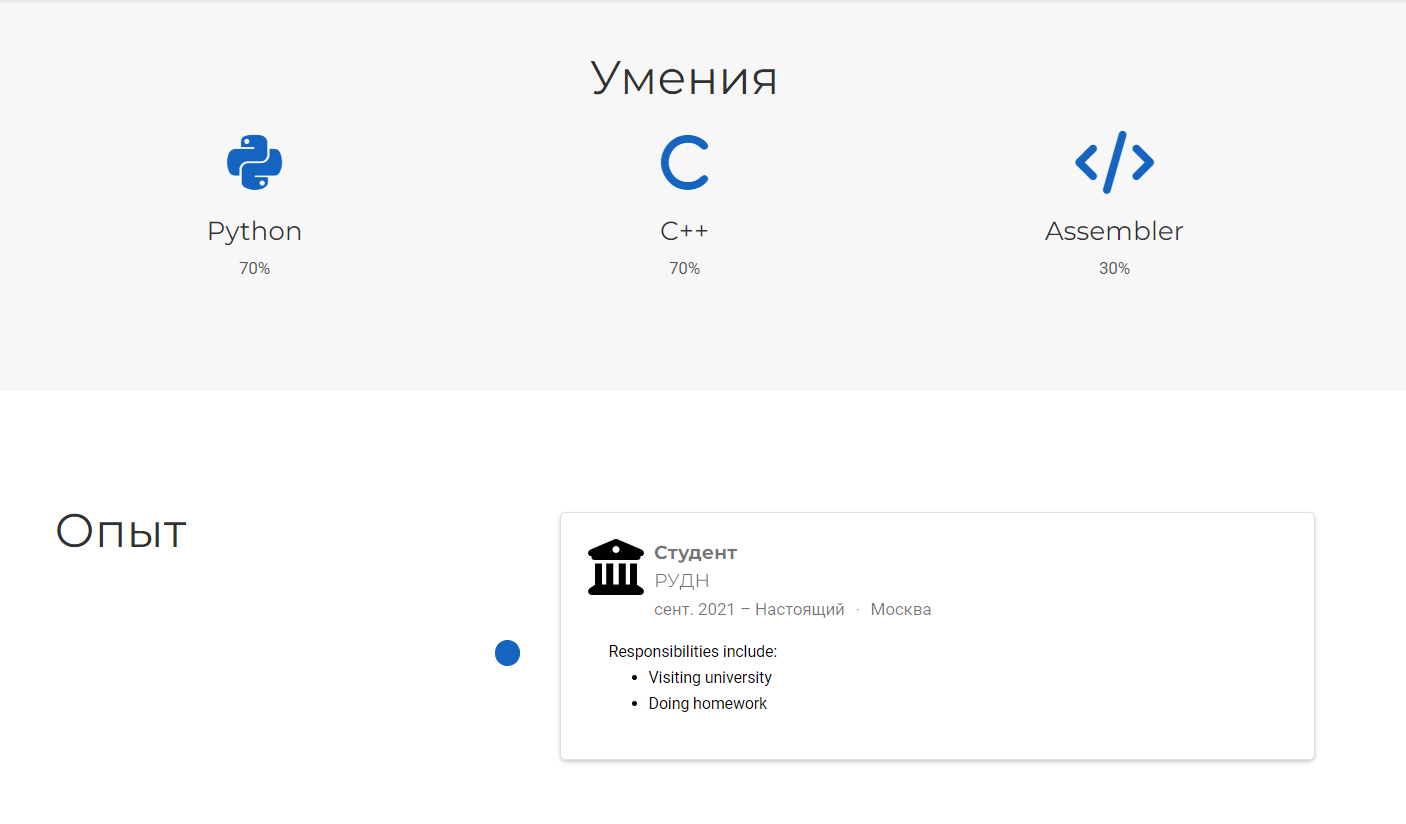 Умения
Python
C++
Assembler
70%
70%
30%
Опыт
Студент
РУДН
сент. 2021 – Настоящий · Москва
Responsibilities include:
• Visiting university
• Doing homework